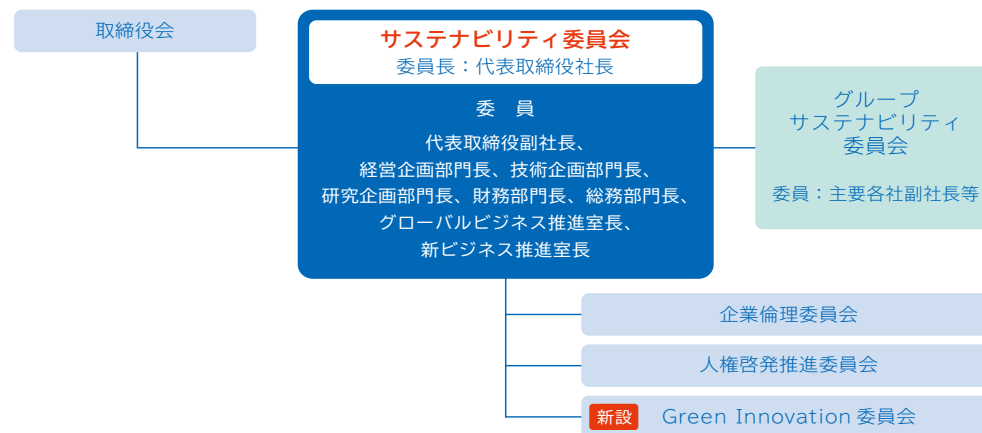 取締役会
サステナビリティ委員会
委員長：代表取締役社長
委　員
代表取締役副社長、
経営企画部門長、技術企画部門長、
研究企画部門長、財務部門長、総務部門長、
グローバルビジネス推進室長、
新ビジネス推進室長
グループ
サステナビリティ
委員会
委員：主要各社副社長等
企業倫理委員会
人権啓発推進委員会
新設 Green Innovation 委員会